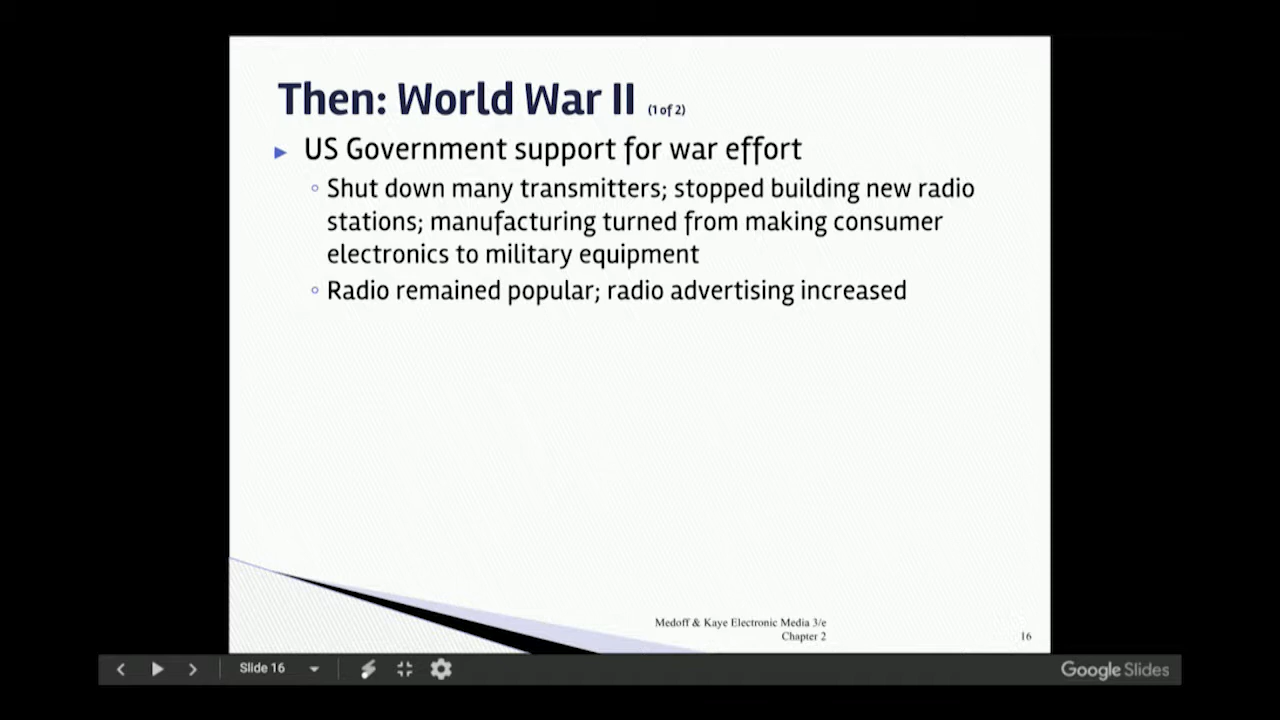 Then: World War II (1 of 2)
► US Government support for war effort
◦ Shut down many transmitters; stopped building new radio
stations; manufacturing turned from making consumer
electronics to military equipment
◦ Radio remained popular; radio advertising increased
Medoff & Kaye Electronic Media 3/e
Chapter 2
16
Slide 16
Google Slides